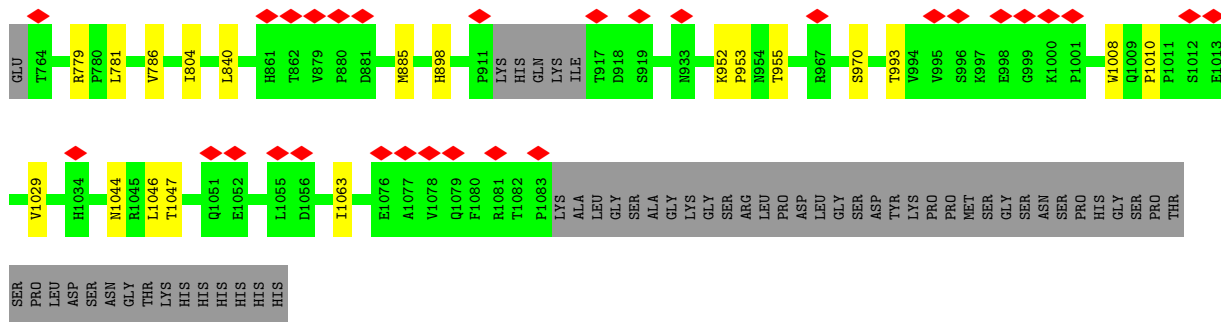 GLU T764 R779 P780 L781 V786 I804 L840 H861 T862 V879 P880 D881 M885 H898 P911 LYS HIS GLN LYS ILE T917 D918 S919 N933 K952 P953 N954 T955 R967 S970 T993 V994 V995 S996 K997 E998 G999 K1000 P1001 W1008 Q1009 P1010 P1011 S1012 E1013
V1029 H1034 N1044 R1045 L1046 T1047 Q1051 E1052 L1055 D1056 I1063 E1076 A1077 V1078 Q1079 F1080 R1081 T1082 P1083 LYS ALA LEU GLY SER ALA GLY LYS GLY SER ARG LEU PRO ASP LEU GLY SER ASP TYR LYS PRO PRO MET SER GLY SER ASN SER PRO HIS GLY SER PRO THR
SER PRO LEU ASP SER ASN GLY THR LYS HIS HIS HIS HIS HIS HIS